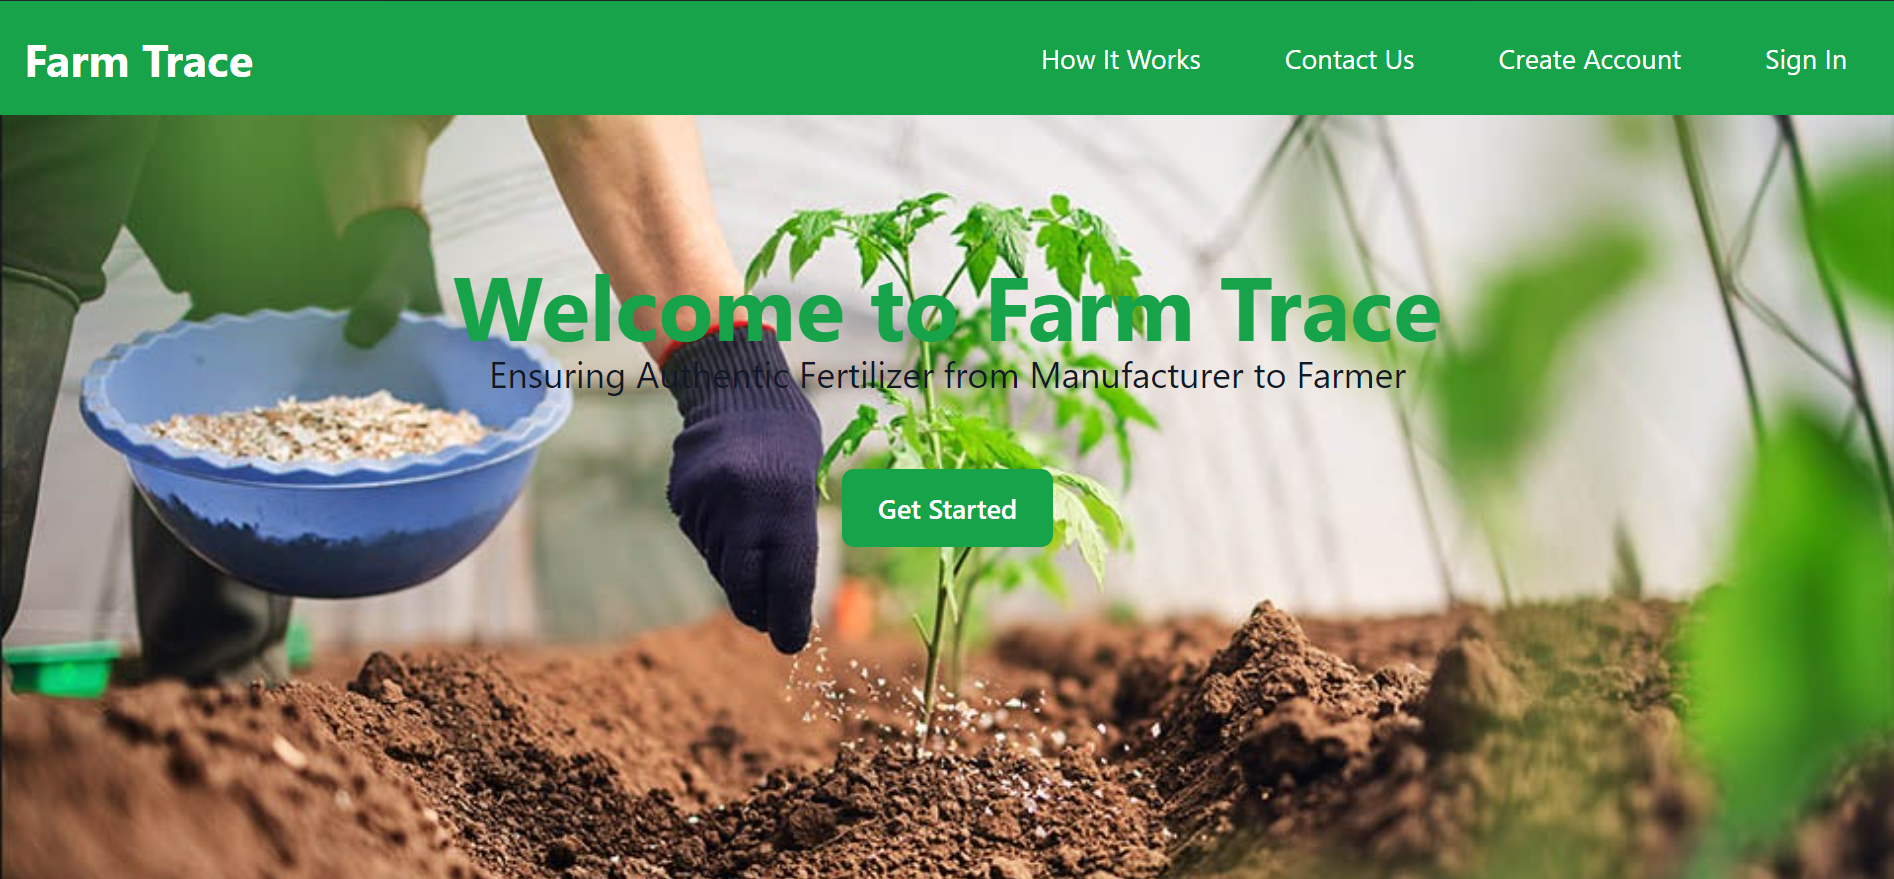 Farm Trace
How It Works
Contact Us
Create Account
Sign In
Welcome to Farm Trace
Ensuring Authentic Fertilizer from Manufacturer to Farmer
Get Started